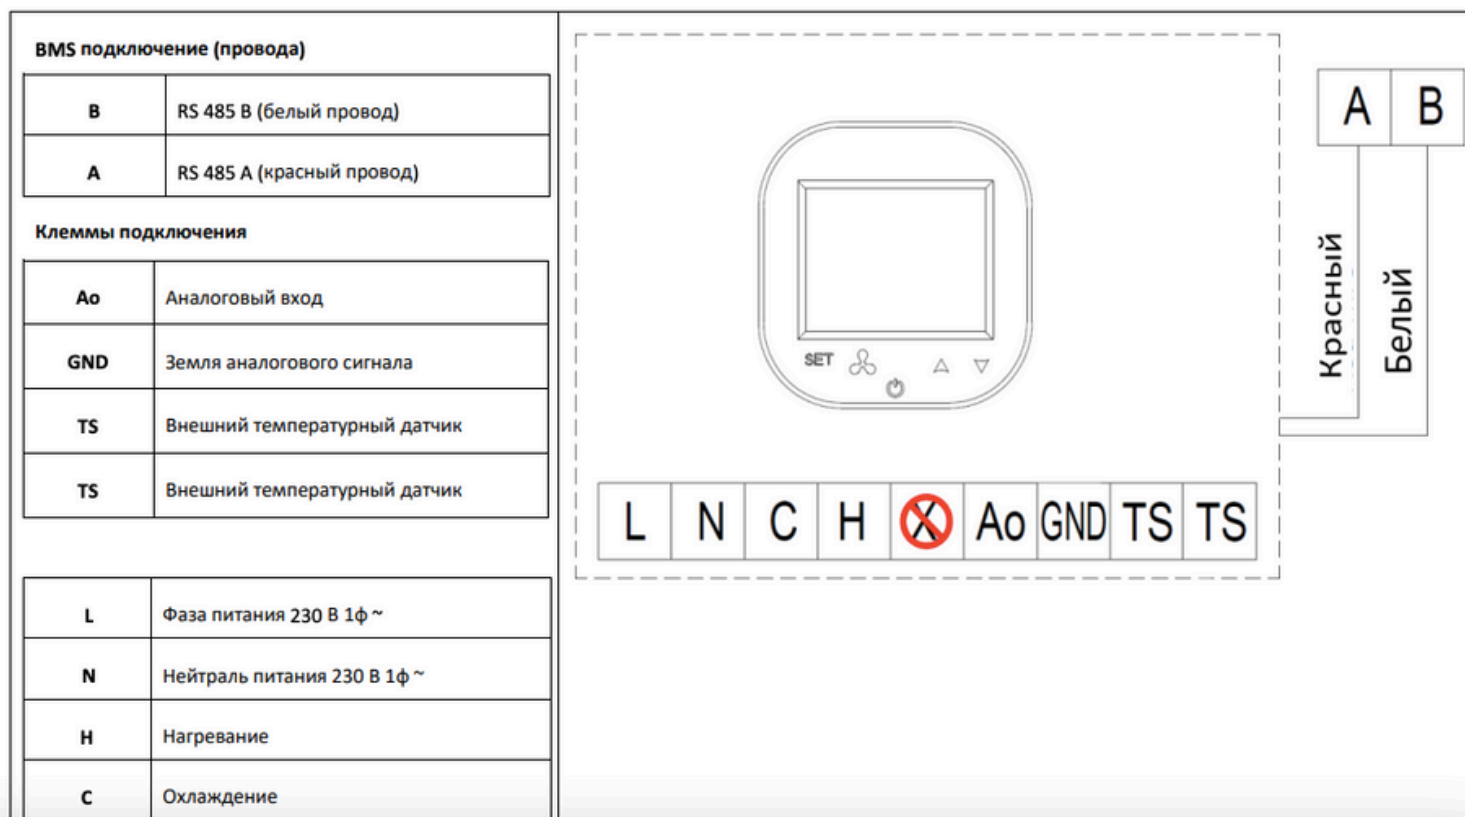 BMS подключение (провода)
B RS 485 B (белый провод)
A RS 485 A (красный провод)
Клеммы подключения
Ao Аналоговый вход
GND Земля аналогового сигнала
TS Внешний температурный датчик
TS Внешний температурный датчик
L Фаза питания 230 В 1ф ~
N Нейтраль питания 230 В 1ф ~
H Нагревание
C Охлаждение
SET
L N C H X Ao GND TS TS
A B
Красный
Белый